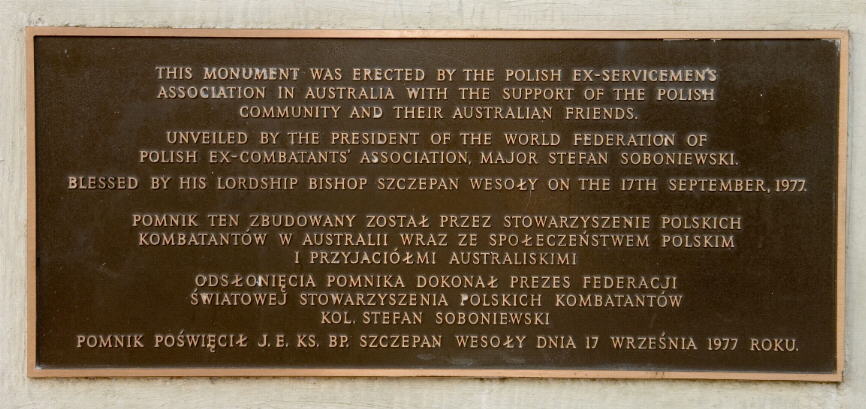 THIS MONUMENT WAS ERECTED BY THE POLISH EX-SERVICEMEN'S
ASSOCIATION IN AUSTRALIA WITH THE SUPPORT OF THE POLISH
COMMUNITY AND THEIR AUSTRALIAN FRIENDS.
UNVEILED BY THE PRESIDENT OF THE WORLD FEDERATION OF
POLISH EX-COMBATANTS' ASSOCIATION, MAJOR STEFAN SOBONIEWSKI.
BLESSED BY HIS LORDSHIP BISHOP SZCZEPAN WESOŁY ON THE 17TH SEPTEMBER, 1977.
POMNIK TEN ZBUDOWANY ZOSTAŁ PRZEZ STOWARZYSZENIE POLSKICH
KOMBATANTÓW W AUSTRALII WRAZ ZE SPOŁECZEŃSTWEM POLSKIM
I PRZYJACIÓŁMI AUSTRALISKIMI
ODSŁONIĘCIA POMNIKA DOKONAŁ PREZES FEDERACJI
ŚWIATOWEJ STOWARZYSZENIA POLSKICH KOMBATANTÓW
KOL. STEFAN SOBONIEWSKI
POMNIK POŚWIĘCIŁ J. E. KS. BP. SZCZEPAN WESOŁY DNIA 17 WRZEŚNIA 1977 ROKU.